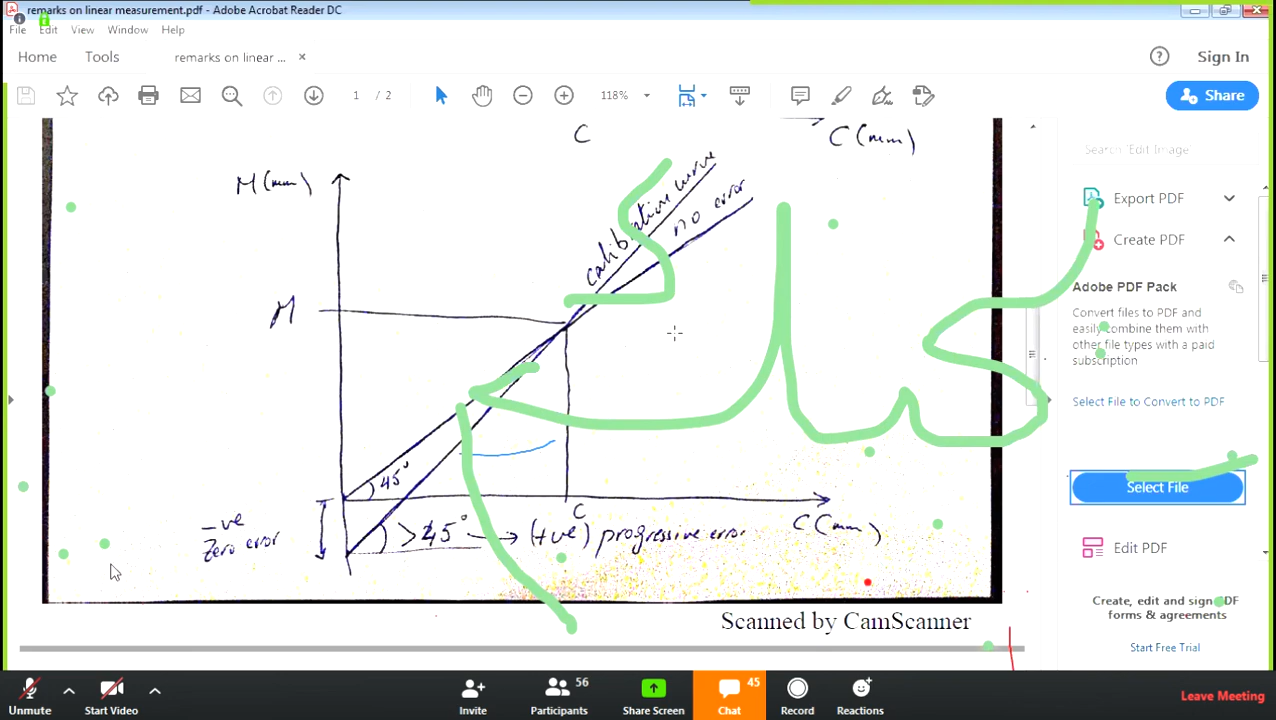 remarks on linear measurement.pdf - Adobe Acrobat Reader DC
File Edit View Window Help
Home Tools remarks on linear ... × Sign In
1 / 2 118% Share
C
C (mm)
M (mm)
calibration curve
no error
M
45°
C
C (mm)
-ve
Zero error
>45° → (+ve) progressive error
Scanned by CamScanner
Search 'Edit Image'
Export PDF
Create PDF
Adobe PDF Pack
Convert files to PDF and
easily combine them with
other file types with a paid
subscription
Select File to Convert to PDF
Select File
Edit PDF
Create, edit and sign PDF
forms & agreements
Start Free Trial
Unmute Start Video Invite Participants 56 Share Screen Chat 45 Record Reactions Leave Meeting